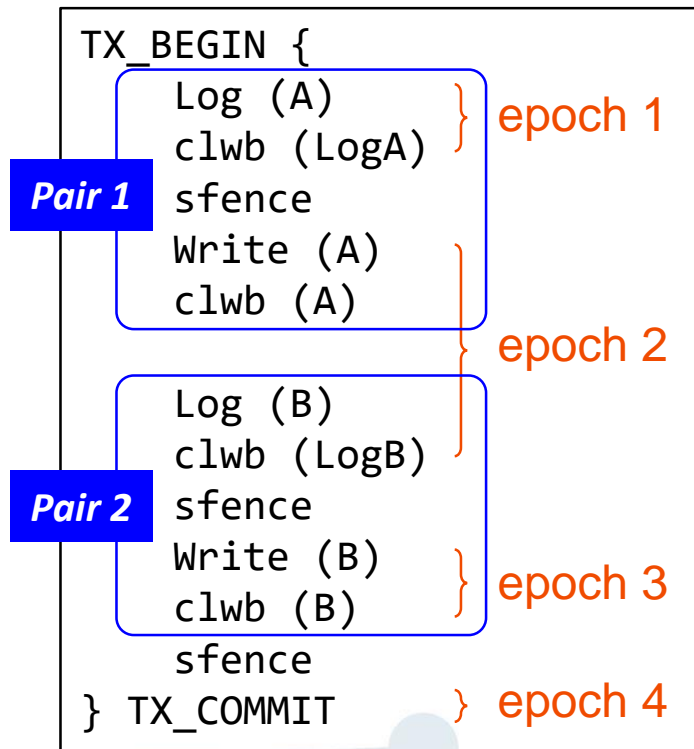 TX_BEGIN {
Log (A)
clwb (LogA)
epoch 1
Pair 1
sfence
Write (A)
clwb (A)
epoch 2
Log (B)
clwb (LogB)
Pair 2
sfence
Write (B)
clwb (B)
epoch 3
sfence
} TX_COMMIT
epoch 4